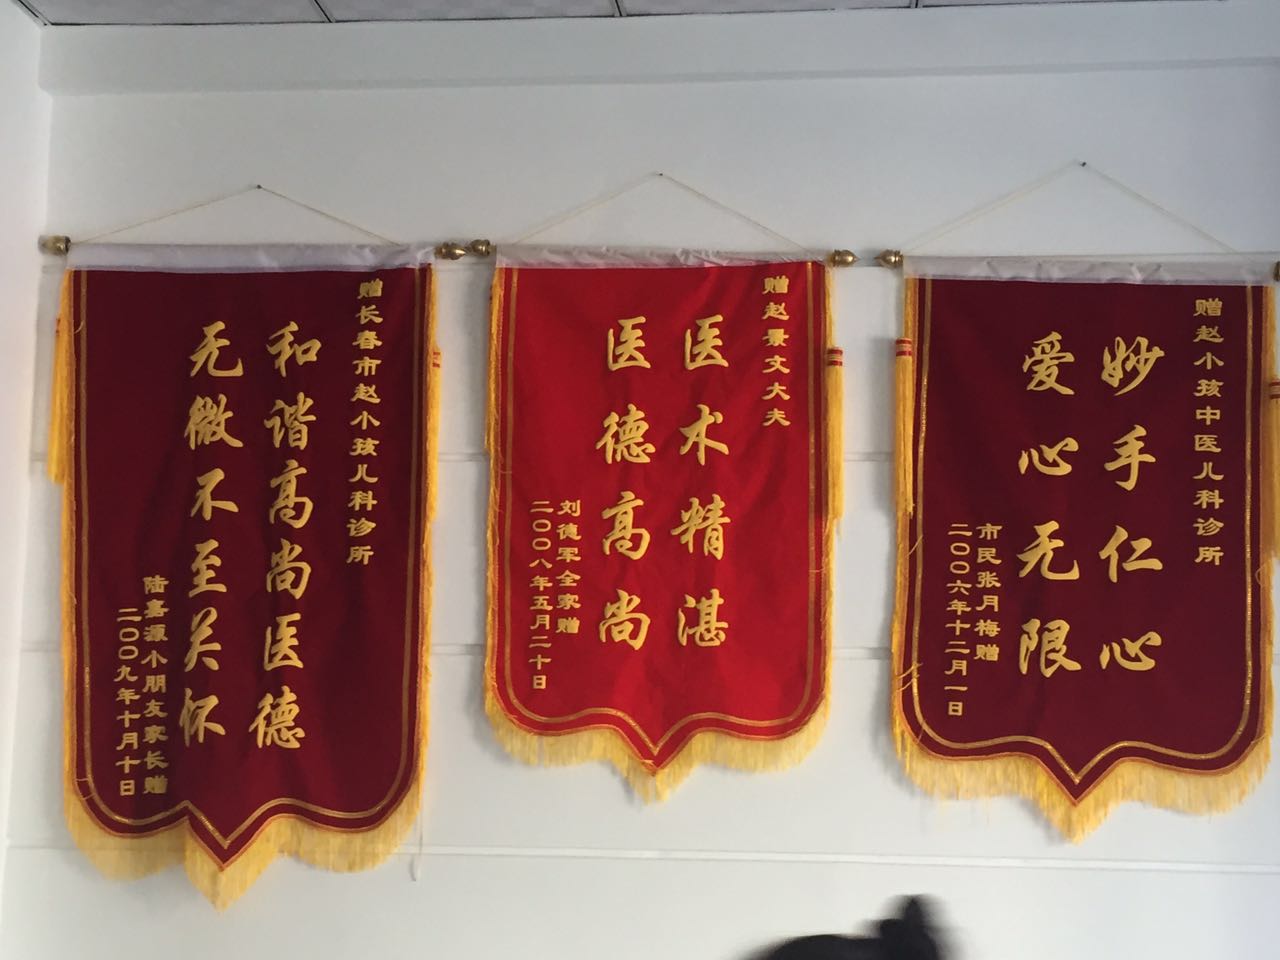 赠长春市赵小孩儿科诊所
和谐高尚医德
无微不至关怀
陆嘉源小朋友家长赠
二〇〇九年十月十日
赠赵景文大夫
医术精湛
医德高尚
刘德军全家赠
二〇〇八年五月二十日
赠赵小孩中医儿科诊所
妙手仁心
爱心无限
市民张月梅赠
二〇〇六年十二月一日